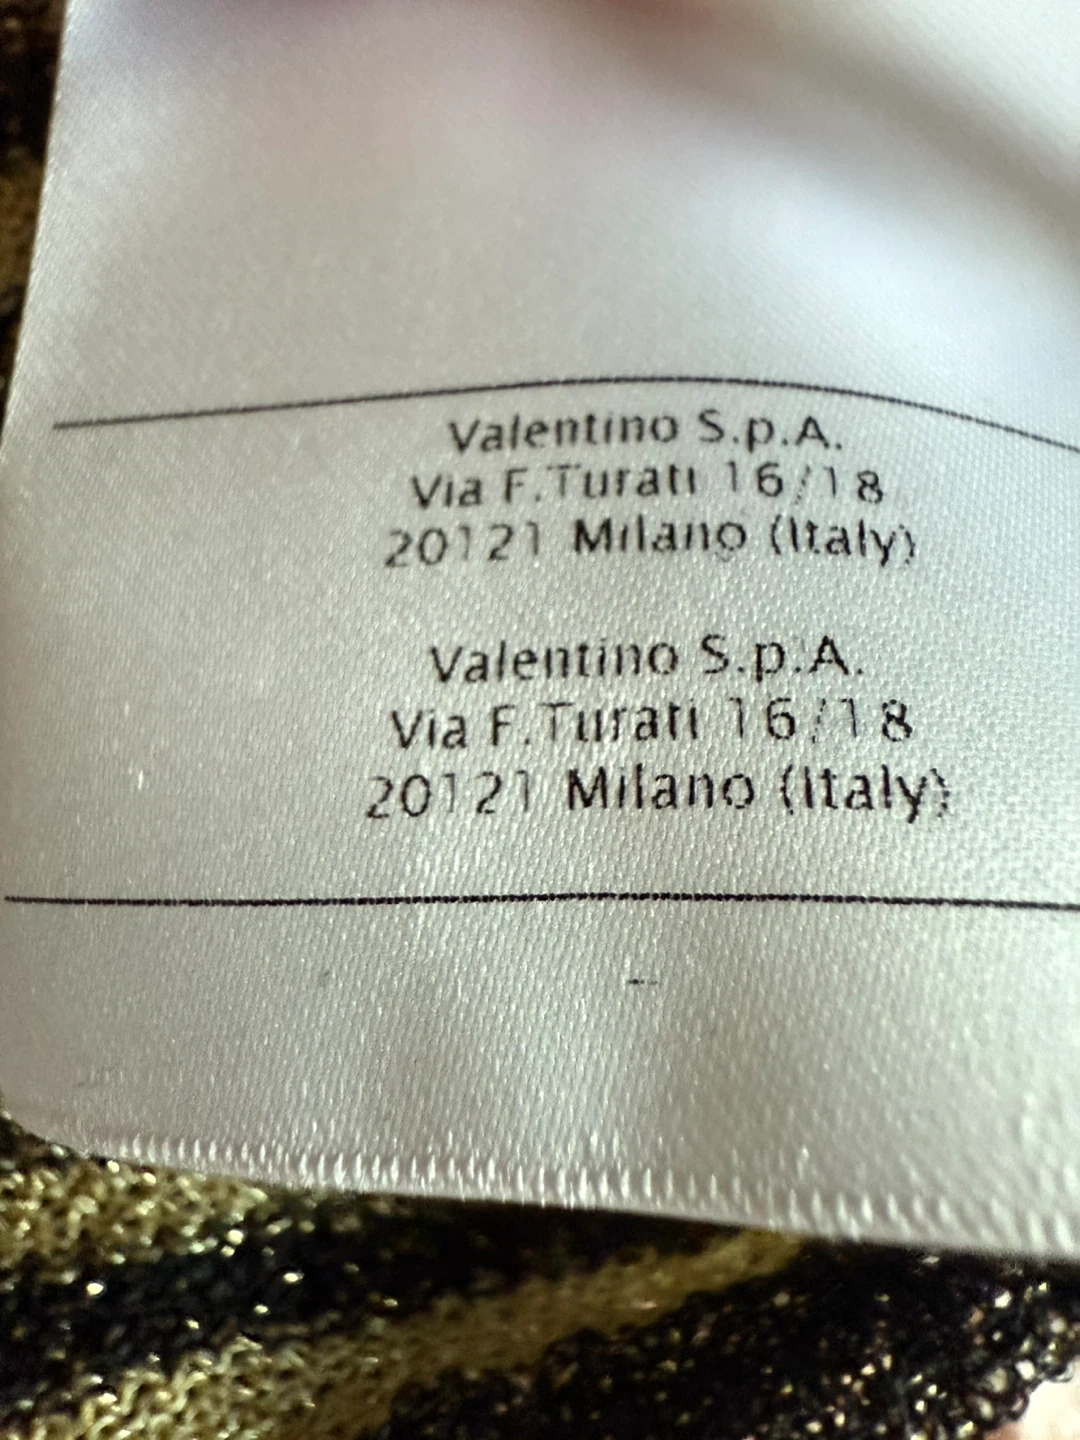 Valentino S.p.A.
Via F.Turati 16/18
20121 Milano (Italy)
Valentino S.p.A.
Via F.Turati 16/18
20121 Milano (Italy)